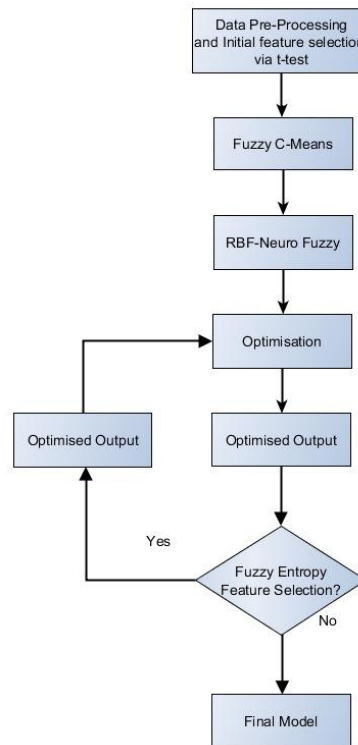 Data Pre-Processing
and Initial feature selection
via t-test
Fuzzy C-Means
RBF-Neuro Fuzzy
Optimisation
Optimised Output
Optimised Output
Yes
Fuzzy Entropy
Feature Selection?
No
Final Model